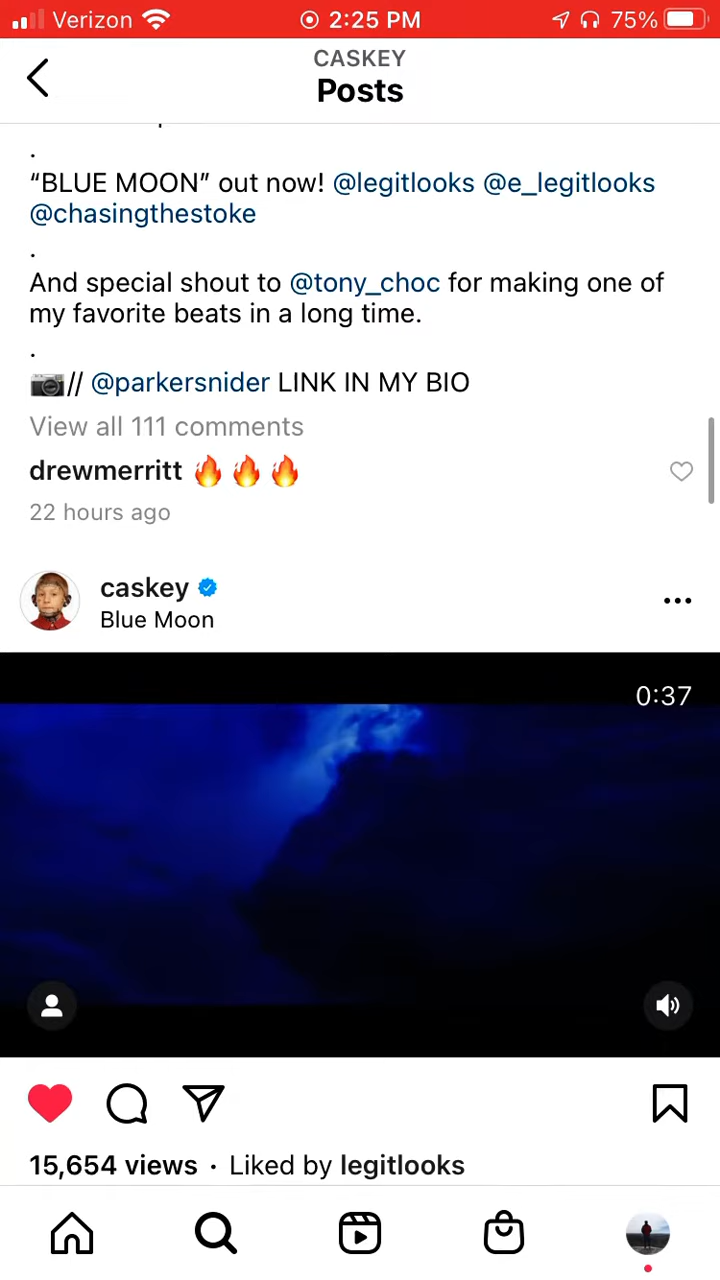 Verizon 2:25 PM 75%
CASKEY
Posts
.
“BLUE MOON” out now! @legitlooks @e_legitlooks
@chasingthestoke
.
And special shout to @tony_choc for making one of
my favorite beats in a long time.
.
📷// @parkersnider LINK IN MY BIO
View all 111 comments
drewmerritt 🔥🔥🔥
22 hours ago
caskey
Blue Moon
0:37
15,654 views · Liked by legitlooks